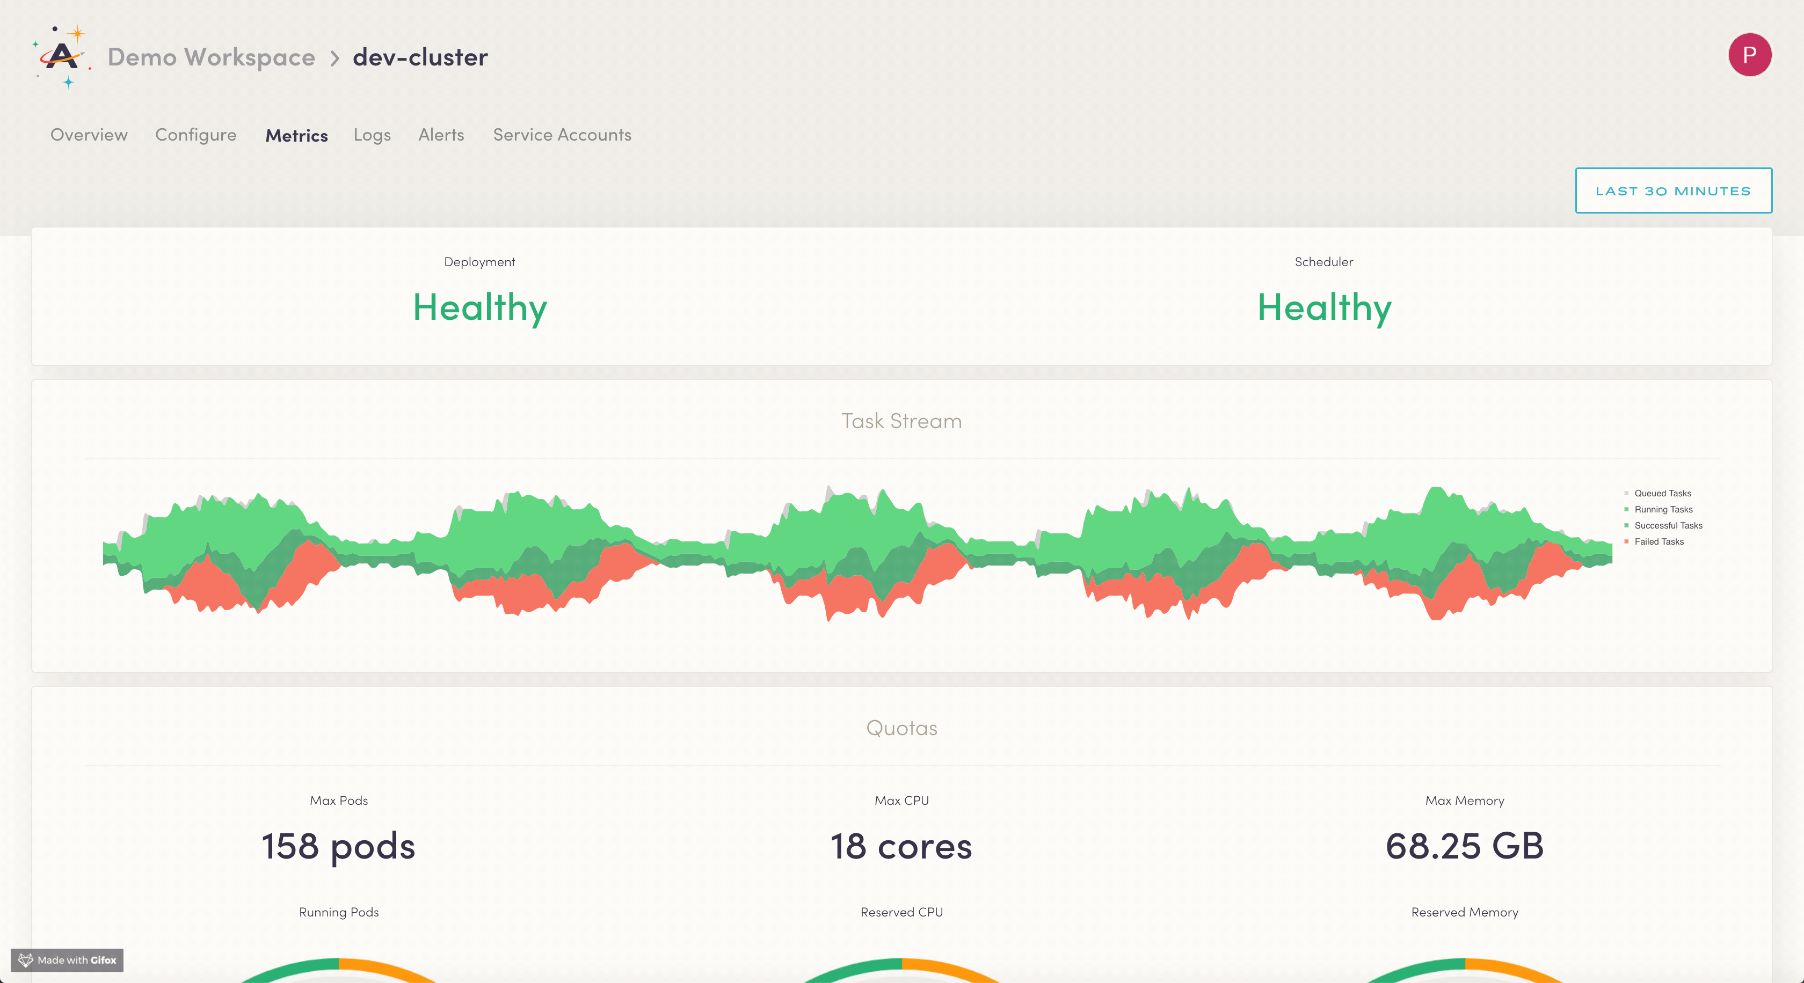 Demo Workspace > dev-cluster
P
Overview Configure Metrics Logs Alerts Service Accounts
LAST 30 MINUTES
Deployment
Healthy
Scheduler
Healthy
Task Stream
Queued Tasks
Running Tasks
Successful Tasks
Failed Tasks
Quotas
Max Pods
158 pods
Max CPU
18 cores
Max Memory
68.25 GB
Running Pods
Reserved CPU
Reserved Memory
Made with Gifox